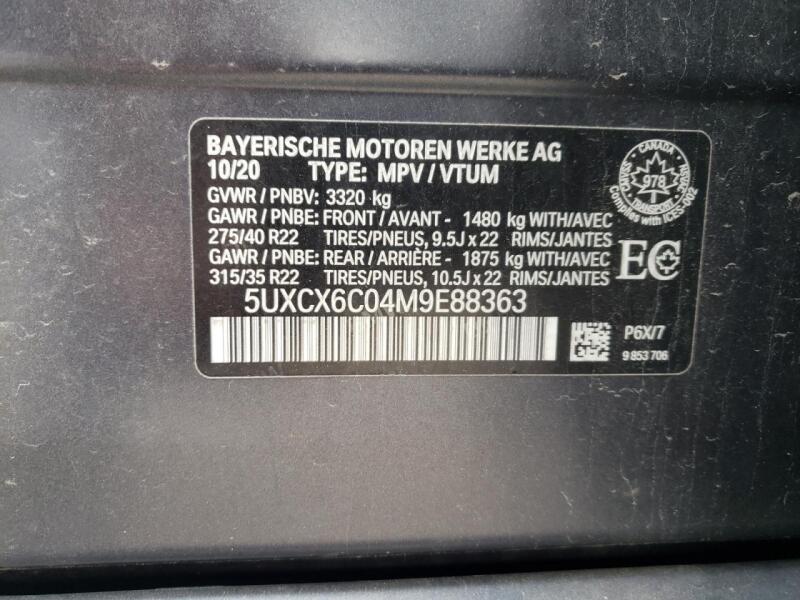 BAYERISCHE MOTOREN WERKE AG
10/20 TYPE: MPV / VTUM
GVWR / PNBV: 3320 kg
GAWR / PNBE: FRONT / AVANT - 1480 kg WITH/AVEC
275/40 R22 TIRES/PNEUS, 9.5J x 22 RIMS/JANTES
GAWR / PNBE: REAR / ARRIÈRE - 1875 kg WITH/AVEC
315/35 R22 TIRES/PNEUS, 10.5J x 22 RIMS/JANTES
5UXCX6C04M9E88363
CANADA
978
TRANSPORT
Complies with ICES-002
EC
P6X/7
9 853 706